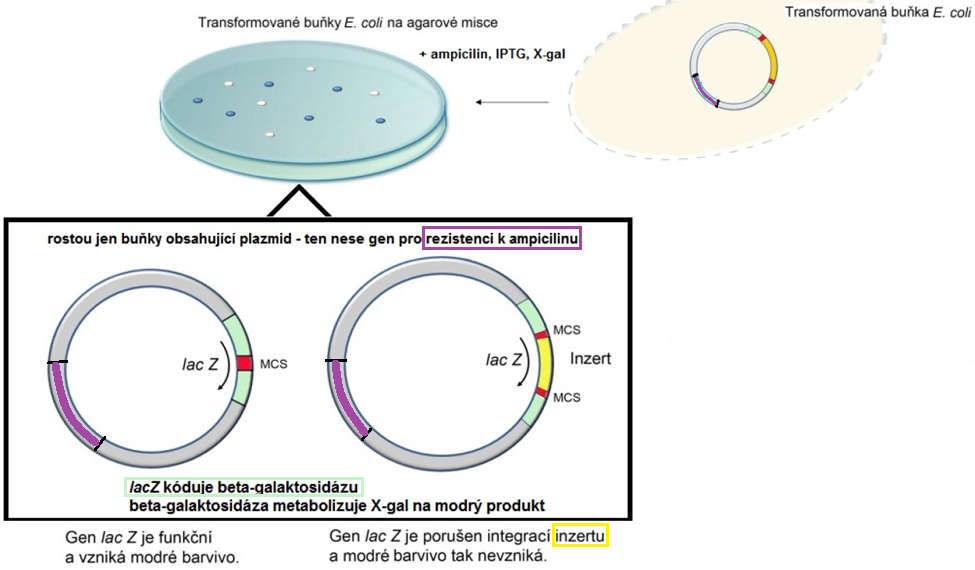 Transformované buňky E. coli na agarové misce
Transformovaná buňka E. coli
+ ampicilin, IPTG, X-gal
rostou jen buňky obsahující plazmid - ten nese gen pro rezistenci k ampicilinu
lac Z
MCS
lac Z
MCS
Inzert
MCS
lacZ kóduje beta-galaktosidázu
beta-galaktosidáza metabolizuje X-gal na modrý produkt
Gen lac Z je funkční
a vzniká modré barvivo.
Gen lac Z je porušen integrací inzertu
a modré barvivo tak nevzniká.